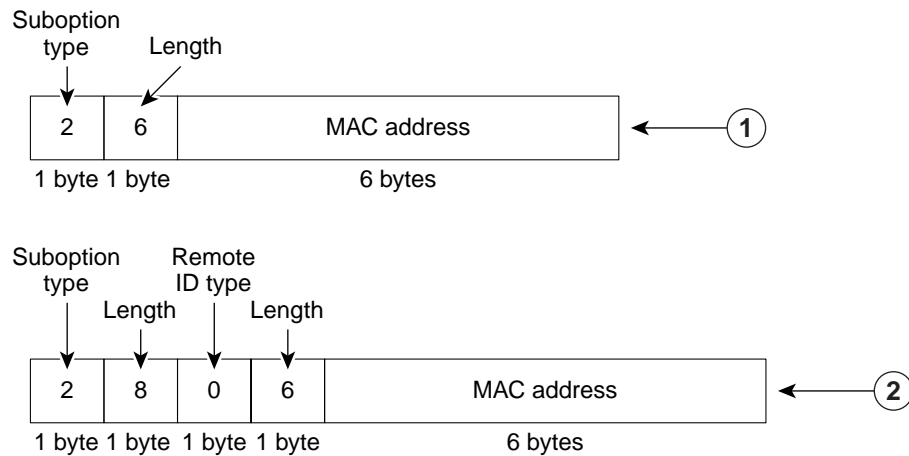 Suboption
type
Length
2
6
MAC address
1
1 byte
1 byte
6 bytes
Suboption
type
Remote
ID type
Length
Length
2
8
0
6
MAC address
2
1 byte
1 byte
1 byte
1 byte
6 bytes